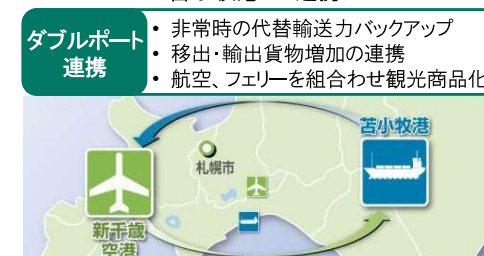 ダブルポート
連携
・ 非常時の代替輸送力バックアップ
・ 移出・輸出貨物増加の連携
・ 航空、フェリーを組合わせ観光商品化
苫小牧港
札幌市
新千歳
空港